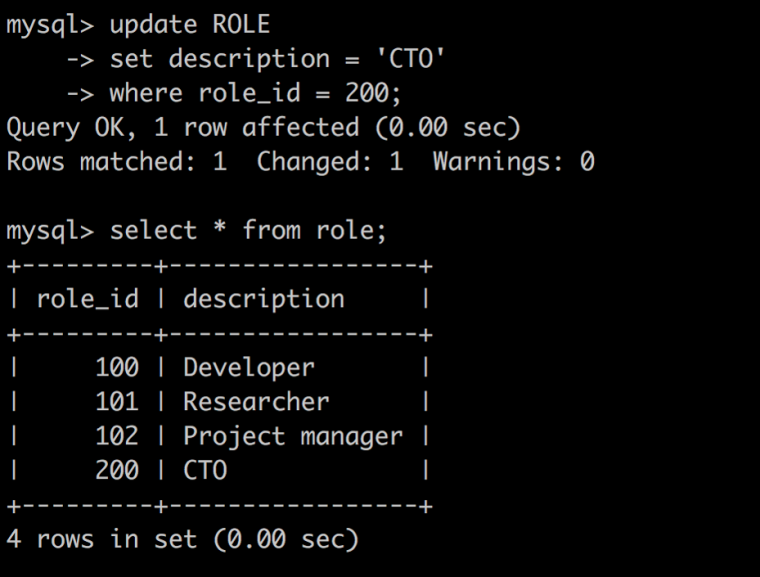 mysql> update ROLE
    -> set description = 'CTO'
    -> where role_id = 200;
Query OK, 1 row affected (0.00 sec)
Rows matched: 1  Changed: 1  Warnings: 0

mysql> select * from role;
+---------+-----------------+
| role_id | description     |
+---------+-----------------+
|     100 | Developer       |
|     101 | Researcher      |
|     102 | Project manager |
|     200 | CTO             |
+---------+-----------------+
4 rows in set (0.00 sec)